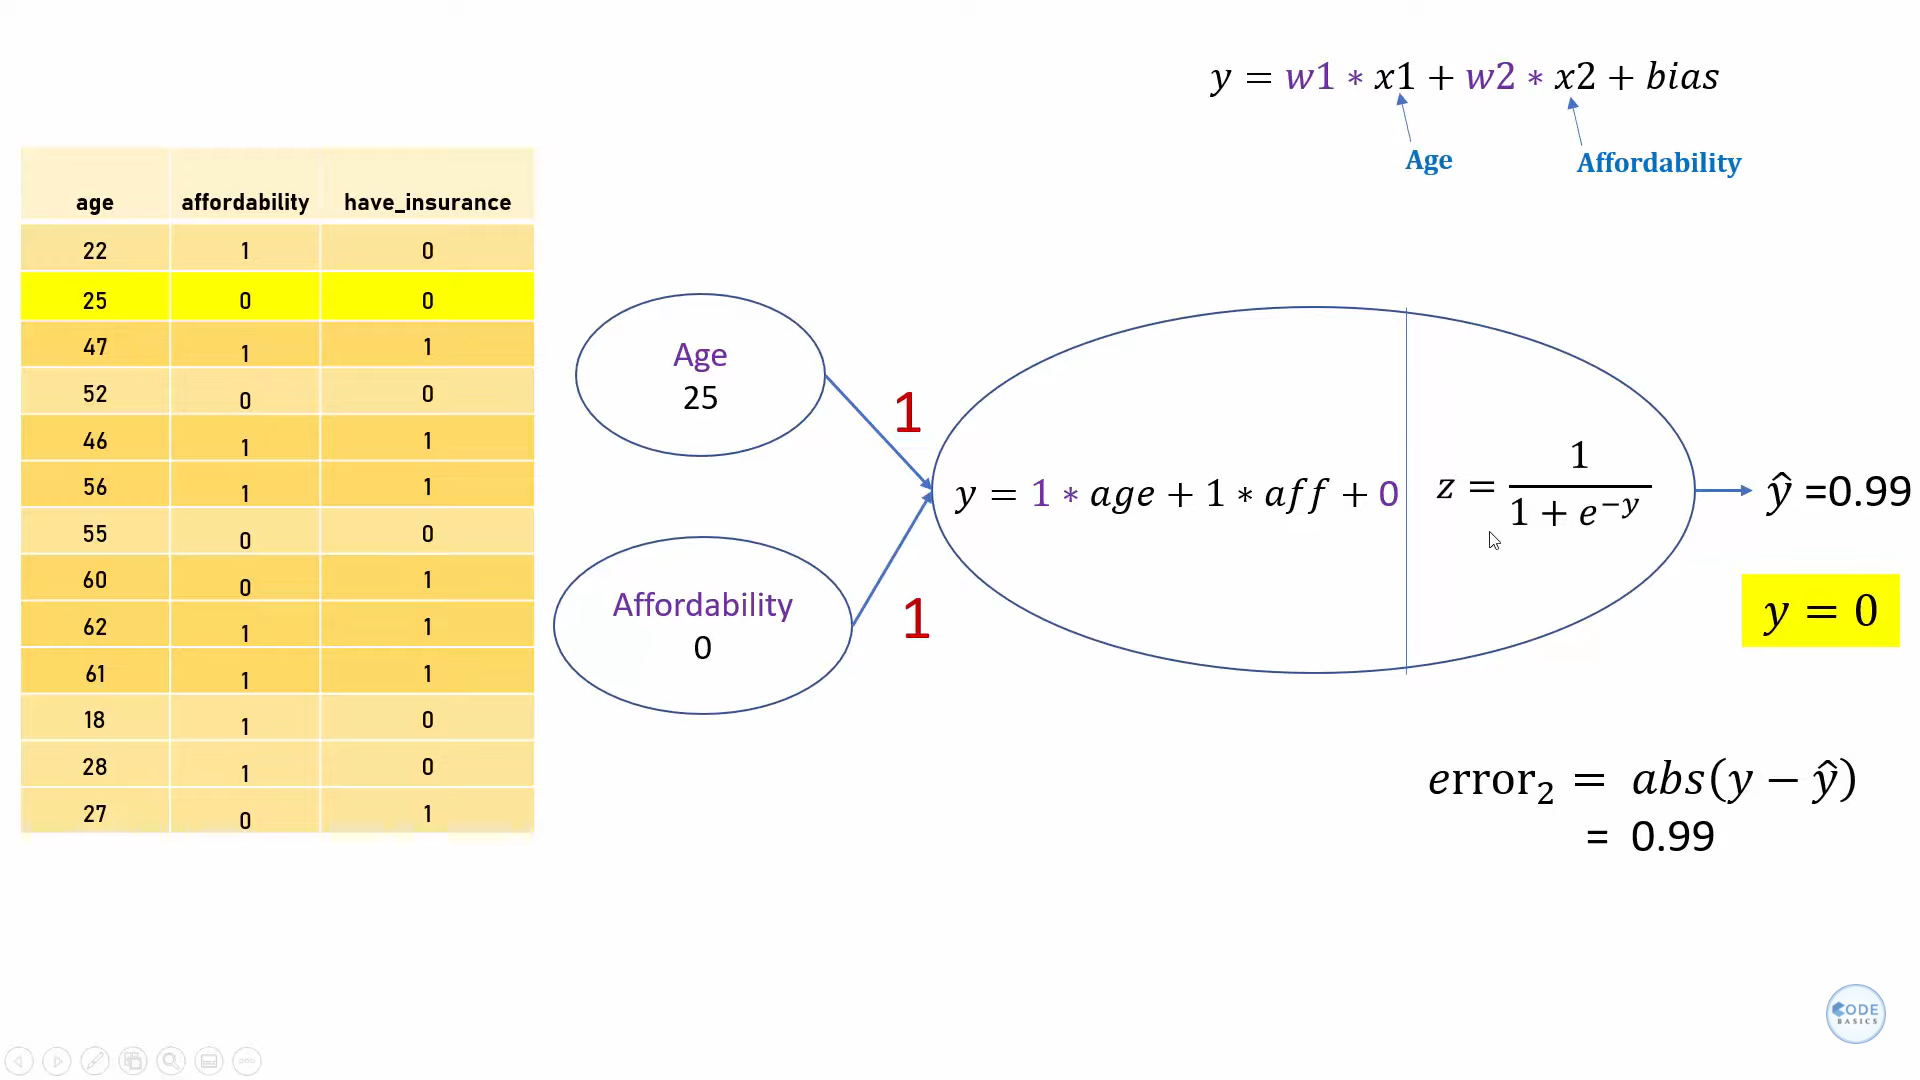 y = w1 * x1 + w2 * x2 + bias
Age Affordability
age affordability have_insurance
22 1 0
25 0 0
47 1 1
52 0 0
46 1 1
56 1 1
55 0 0
60 0 1
62 1 1
61 1 1
18 1 0
28 1 0
27 0 1
Age
25
1
Affordability
0
1
y = 1 * age + 1 * aff + 0
z = 1 / (1 + e^−y)
ŷ =0.99
y = 0
error₂ = abs(y − ŷ)
= 0.99
CODE
BASICS